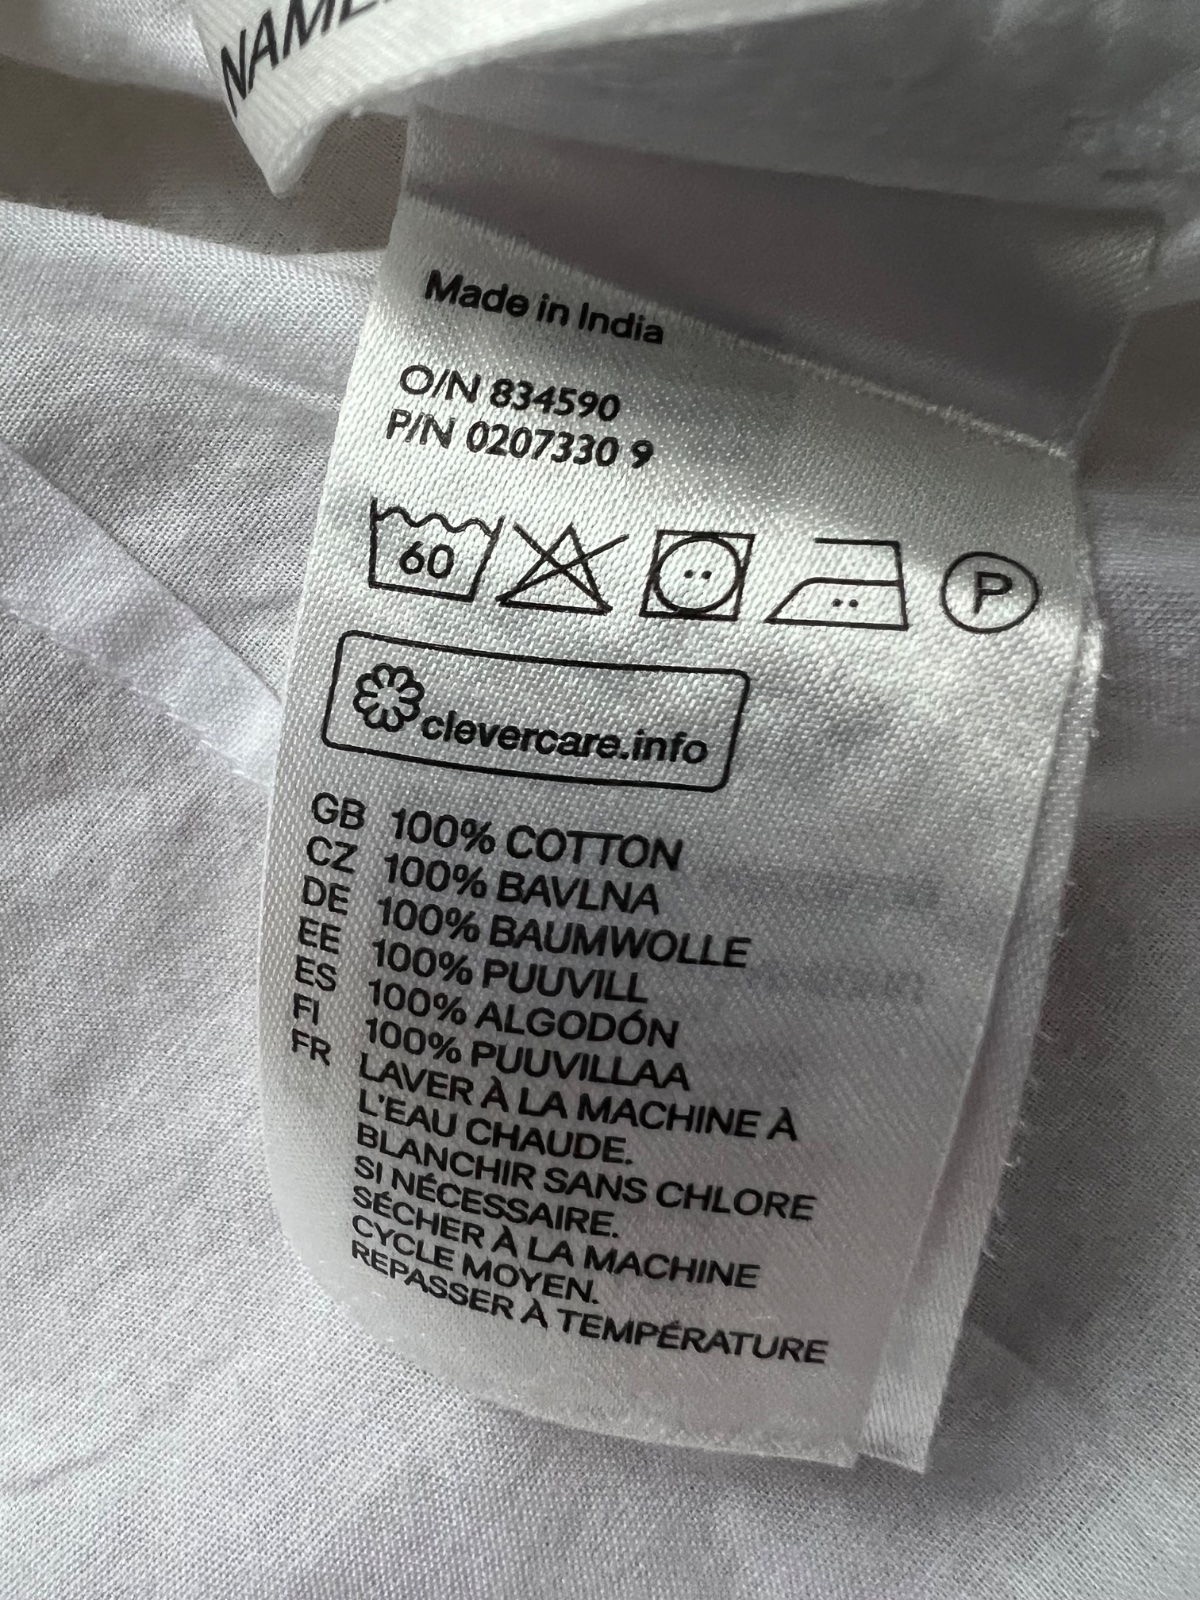 NAME
Made in India
O/N 834590
P/N 0207330 9
60 P
clevercare.info
GB 100% COTTON
CZ 100% BAVLNA
DE 100% BAUMWOLLE
EE 100% PUUVILL
ES 100% ALGODÓN
FI 100% PUUVILLAA
FR LAVER À LA MACHINE À
L'EAU CHAUDE.
BLANCHIR SANS CHLORE
SI NÉCESSAIRE.
SÉCHER À LA MACHINE
CYCLE MOYEN.
REPASSER À TEMPÉRATURE